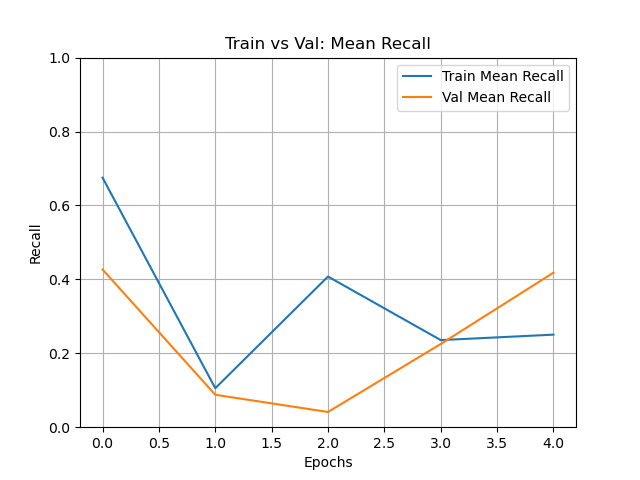 Train vs Val: Mean Recall
Train Mean Recall
Val Mean Recall
1.0
0.8
0.6
0.4
0.2
0.0
Recall
0.0 0.5 1.0 1.5 2.0 2.5 3.0 3.5 4.0
Epochs